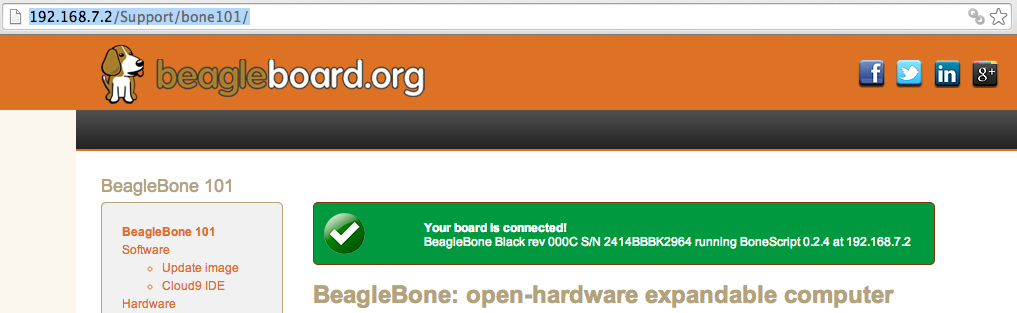 192.168.7.2/Support/bone101/
beagleboard.org
f
in
g+
BeagleBone 101
BeagleBone 101
Software
Update image
Cloud9 IDE
Hardware
Your board is connected!
BeagleBone Black rev 000C S/N 2414BBBK2964 running BoneScript 0.2.4 at 192.168.7.2
BeagleBone: open-hardware expandable computer